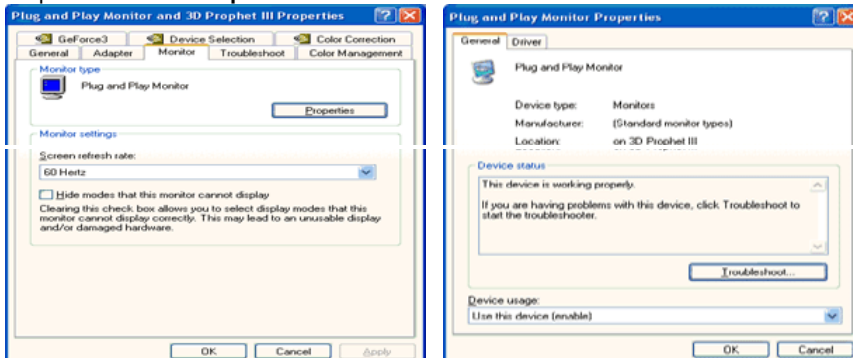 Plug and Play Monitor and 3D Prophet III Properties
GeForce3 Device Selection Color Correction
General Adapter Monitor Troubleshoot Color Management
Monitor type
Plug and Play Monitor
Properties
Monitor settings
Screen refresh rate:
60 Hertz
Hide modes that this monitor cannot display
Clearing this check box allows you to select display modes that this
monitor cannot display correctly. This may lead to an unusable display
and/or damaged hardware.
OK Cancel Apply
Plug and Play Monitor Properties
General Driver
Plug and Play Monitor
Device type: Monitors
Manufacturer: (Standard monitor types)
Location: on 3D Prophet III
Device status
This device is working properly.
If you are having problems with this device, click Troubleshoot to
start the troubleshooter.
Troubleshoot...
Device usage:
Use this device (enable)
OK Cancel